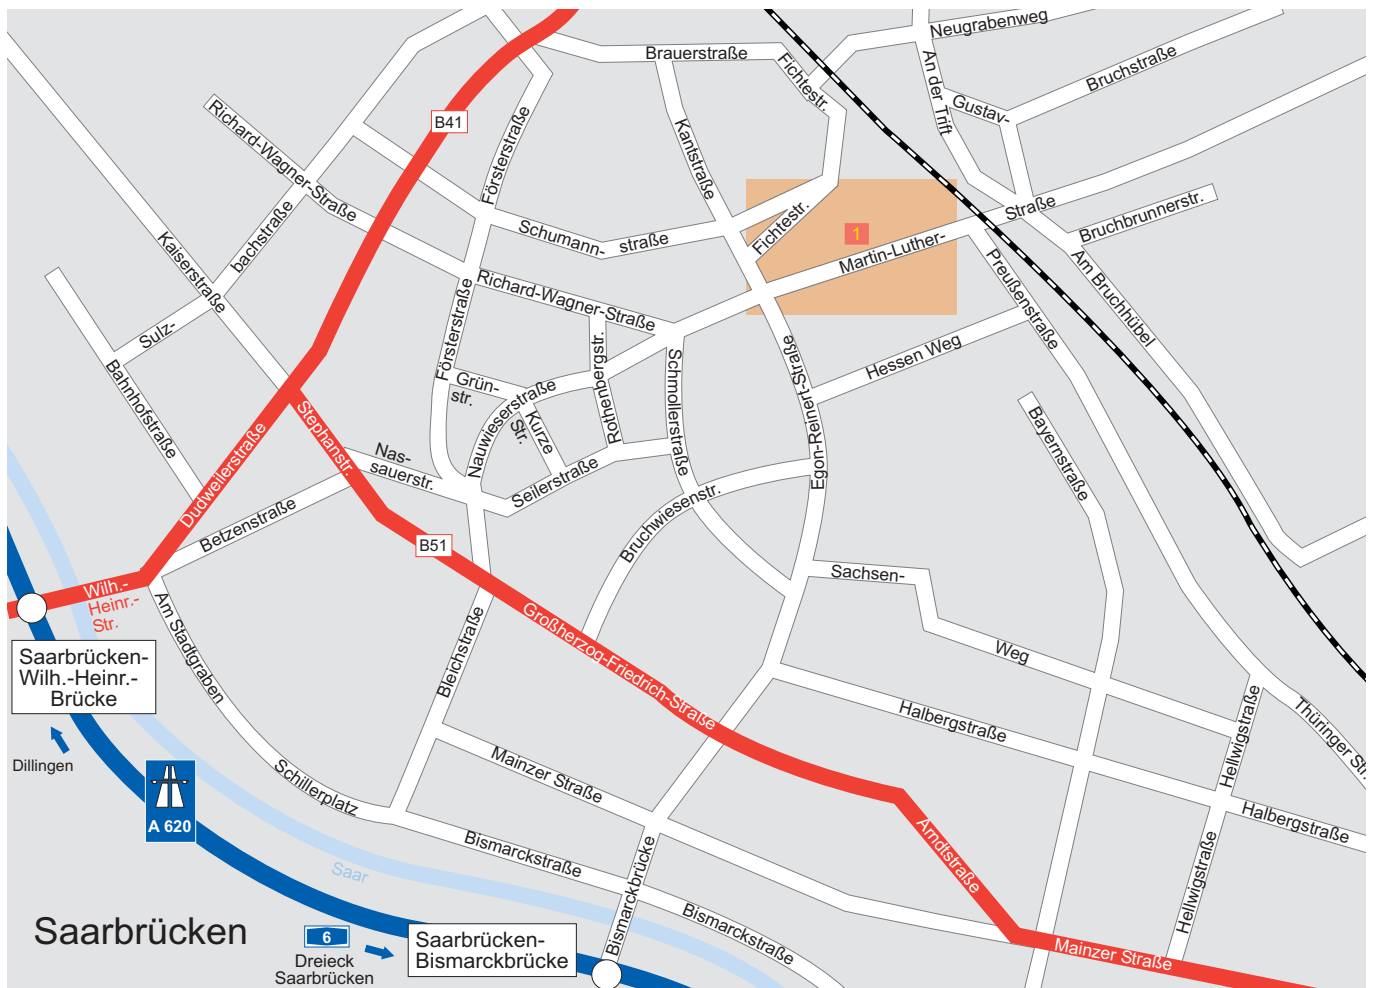 Neugrabenweg
Brauerstraße
Fichtestr.
An der Trift
Bruchstraße
Gustav-
B41
Richard-Wagner-Straße
Försterstraße
Kantstraße
bachstraße
Schumann-
straße
Fichtestr.
1
Martin-Luther-
Straße
Bruchbrunnerstr.
Kaiserstraße
Preußenstraße
Am Bruchhübel
Richard-Wagner-Straße
Sulz-
Försterstraße
Rothenbergstr.
Schmollerstraße
Egon-Reinert-Straße
Hessen Weg
Bahnhofstraße
Grün-
str.
Nauwieserstraße
Kurze
Str.
Stephanstr.
Bayernstraße
Dudweilerstraße
Nas-
sauerstr.
Seilerstraße
Betzenstraße
Bruchwiesenstr.
B51
Sachsen-
Weg
Wilh.-
Heinr.-
Str.
Am Stadtgraben
Großherzog-Friedrich-Straße
Bleichstraße
Saarbrücken-
Wilh.-Heinr.-
Brücke
Halbergstraße
Hellwigstraße
Thüringer Str.
Dillingen
Mainzer Straße
Schillerplatz
A 620
Halbergstraße
Arndtstraße
Bismarckstraße
Saar
Bismarckbrücke
Hellwigstraße
Bismarckstraße
Saarbrücken
6
Dreieck
Saarbrücken
Saarbrücken-
Bismarckbrücke
Mainzer Straße